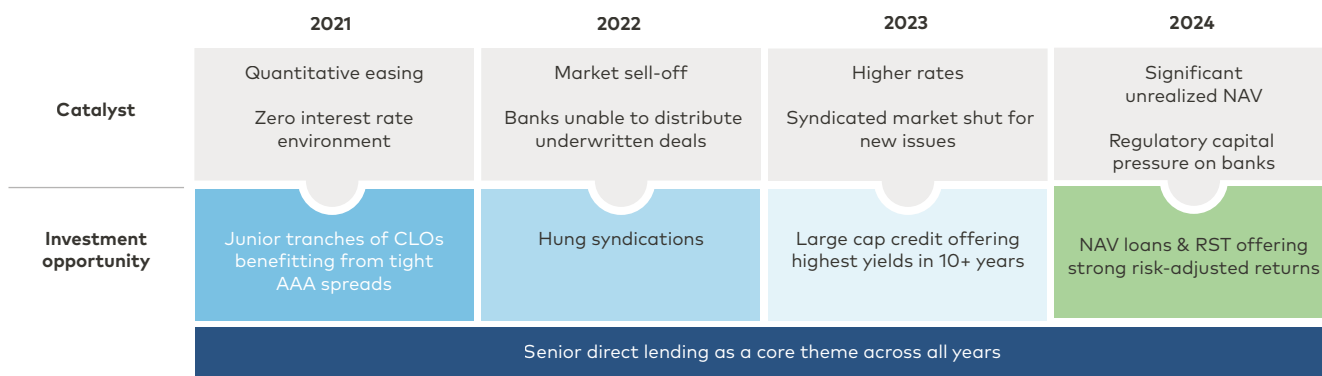 2021
2022
2023
2024
Catalyst
Quantitative easing
Zero interest rate
environment
Market sell-off
Banks unable to distribute
underwritten deals
Higher rates
Syndicated market shut for
new issues
Significant
unrealized NAV
Regulatory capital
pressure on banks
Investment
opportunity
Junior tranches of CLOs
benefitting from tight
AAA spreads
Hung syndications
Large cap credit offering
highest yields in 10+ years
NAV loans & RST offering
strong risk-adjusted returns
Senior direct lending as a core theme across all years